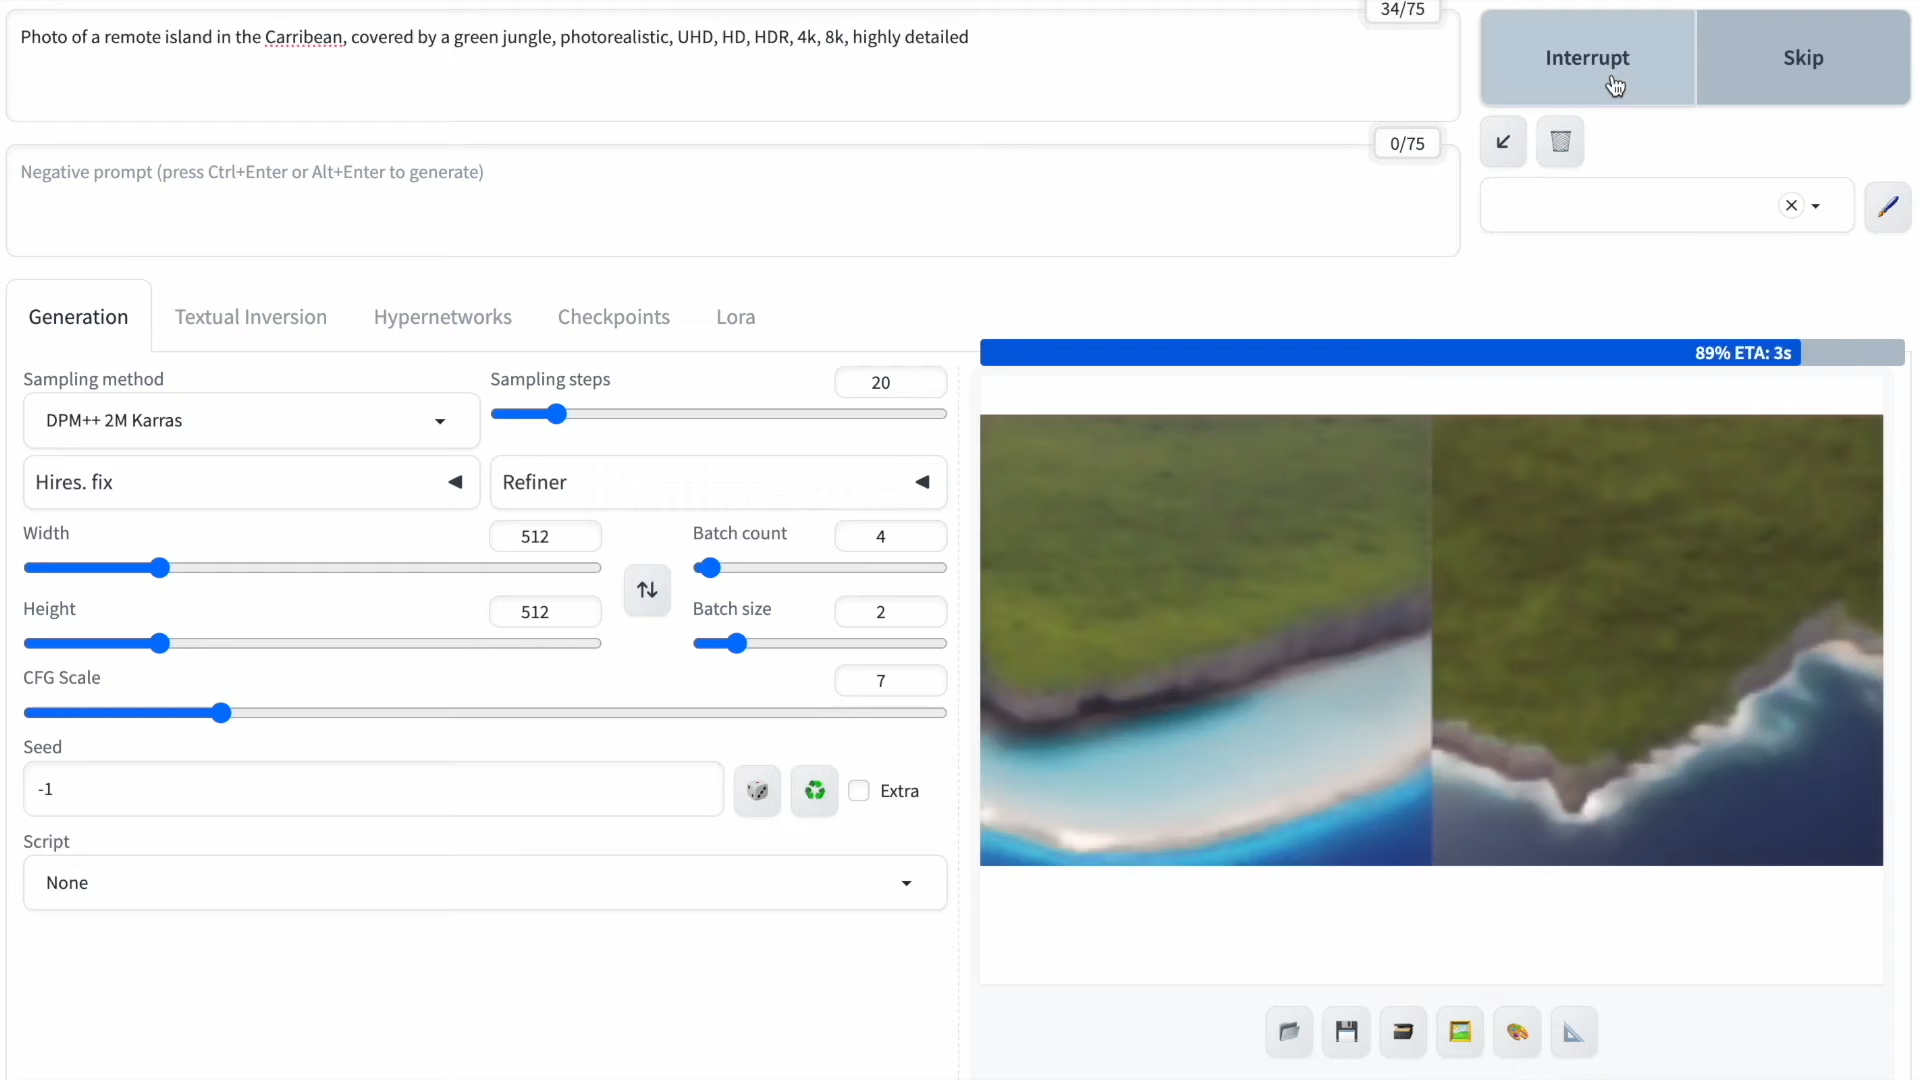 34/75
Photo of a remote island in the Carribean, covered by a green jungle, photorealistic, UHD, HD, HDR, 4k, 8k, highly detailed
Interrupt
Skip
0/75
Negative prompt (press Ctrl+Enter or Alt+Enter to generate)
Generation
Textual Inversion
Hypernetworks
Checkpoints
Lora
89% ETA: 3s
Sampling method
DPM++ 2M Karras
Sampling steps
20
Hires. fix
Refiner
Width
512
Batch count
4
Height
512
Batch size
2
CFG Scale
7
Seed
-1
Extra
Script
None